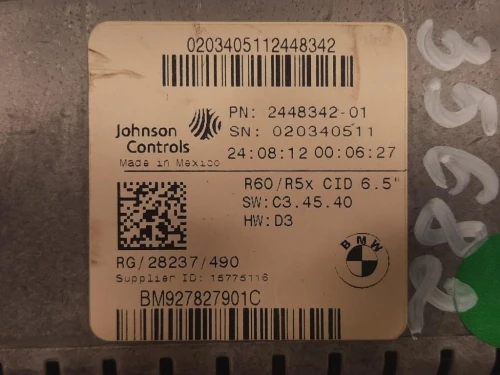 0203405112448342
PN: 2448342-01
SN: 020340511
Johnson Controls
Made in Mexico
24:08:12 00:06:27
R60/R5x CID 6.5"
SW:C3.45.40
HW:D3
BMW
RG/28237/490
Supplier ID: 15775116
BM927827901C
35682